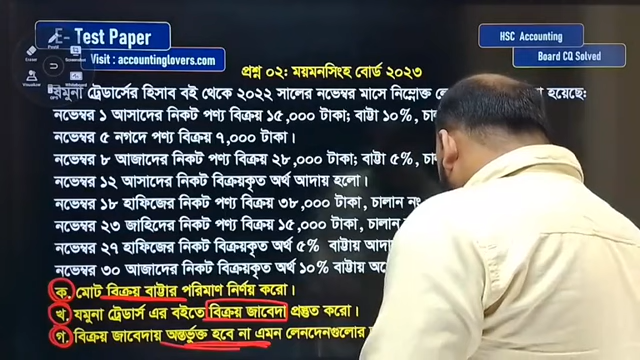 E- Test Paper
Visit : accountinglovers.com
HSC Accounting
Board CQ Solved
প্রশ্ন ০২: ময়মনসিংহ বোর্ড ২০২৩
যমুনা ট্রেডার্সের হিসাব বই থেকে ২০২২ সালের নভেম্বর মাসে নিম্নোক্ত হয়েছে:
নভেম্বর ১ আসাদের নিকট পণ্য বিক্রয় ১৫,০০০ টাকা; বাট্টা ১০%,
নভেম্বর ৫ নগদে পণ্য বিক্রয় ৭,০০০ টাকা।
নভেম্বর ৮ আজাদের নিকট পণ্য বিক্রয় ২৮,০০০ টাকা; বাট্টা ৫%,
নভেম্বর ১২ আসাদের নিকট বিক্রয়কৃত অর্থ আদায় হলো।
নভেম্বর ১৮ হাফিজের নিকট পণ্য বিক্রয় ৩৮,০০০ টাকা, চালান নং
নভেম্বর ২৩ জাহিদের নিকট পণ্য বিক্রয় ১৫,০০০ টাকা, চালান
নভেম্বর ২৭ হাফিজের নিকট বিক্রয়কৃত অর্থ ৫% বাট্টায়
নভেম্বর ৩০ আজাদের নিকট বিক্রয়কৃত অর্থ ১০% বাট্টায়
ক. মোট বিক্রয় বাট্টার পরিমাণ নির্ণয় করো।
খ. যমুনা ট্রেডার্স এর বইতে বিক্রয় জাবেদা প্রস্তুত করো।
গ. বিক্রয় জাবেদায় অন্তর্ভুক্ত হবে না এমন লেনদেনগুলোর